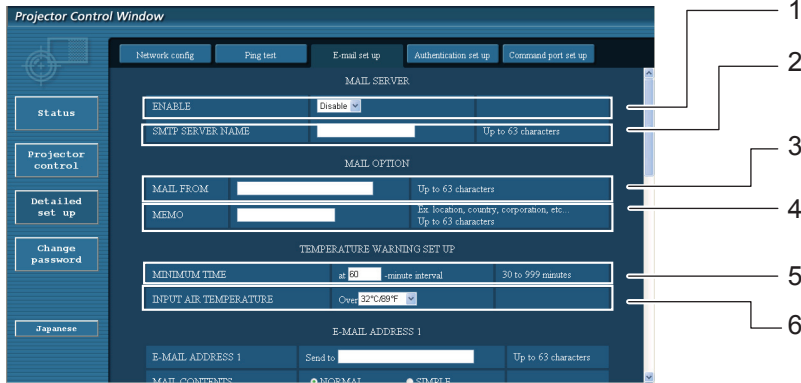 Projector Control Window
Network config
Ping test
E-mail set up
Authentication set up
Command port set up
MAIL SERVER
ENABLE Disable
SMTP SERVER NAME Up to 63 characters
MAIL OPTION
MAIL FROM Up to 63 characters
MEMO Ex. location, country, corporation, etc...
Up to 63 characters
TEMPERATURE WARNING SET UP
MINIMUM TIME at 60 -minute interval 30 to 999 minutes
INPUT AIR TEMPERATURE Over 32°C/89°F
E-MAIL ADDRESS 1
E-MAIL ADDRESS 1 Send to Up to 63 characters
MAIL CONTENTS NORMAL SIMPLE
Status
Projector
control
Detailed
set up
Change
password
Japanese
1
2
3
4
5
6